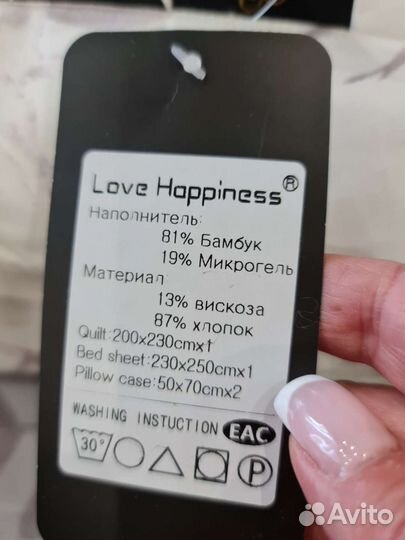 Love Happiness®
Наполнитель:
81% Бамбук
19% Микрогель
Материал:
13% вискоза
87% хлопок
Quilt:200x230cmx1
Bed sheet:230x250cmx1
Pillow case:50x70cmx2
WASHING INSTUCTION EAC
30° P
Avito